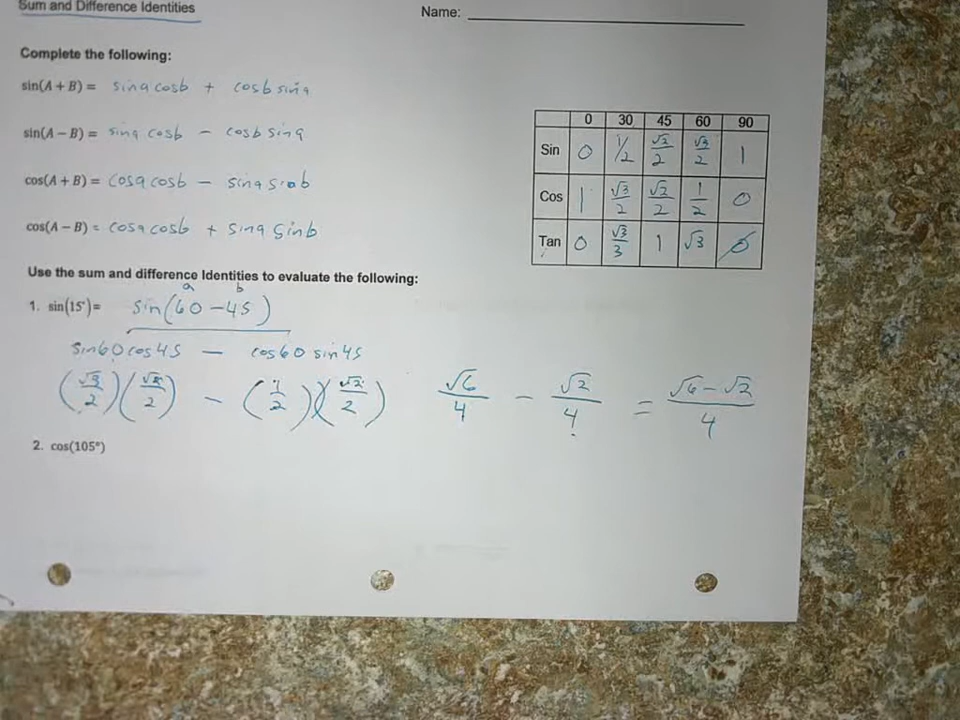 Sum and Difference Identities
Name:
Complete the following:
sin(A + B) = sina cosb + cosb sina
sin(A − B) = sina cosb − cosb sina
cos(A + B) = cosa cosb − sina sinb
cos(A − B) = cosa cosb + sina sinb
0 30 45 60 90
Sin 0 1/2 √2/2 √3/2 1
Cos 1 √3/2 √2/2 1/2 0
Tan 0 √3/3 1 √3 ∅
Use the sum and difference Identities to evaluate the following:
a b
1. sin(15°)= sin(60 − 45)
sin60 cos45 − cos60 sin45
(√3/2)(√2/2) − (1/2)(√2/2) √6/4 − √2/4 = (√6 − √2)/4
2. cos(105°)